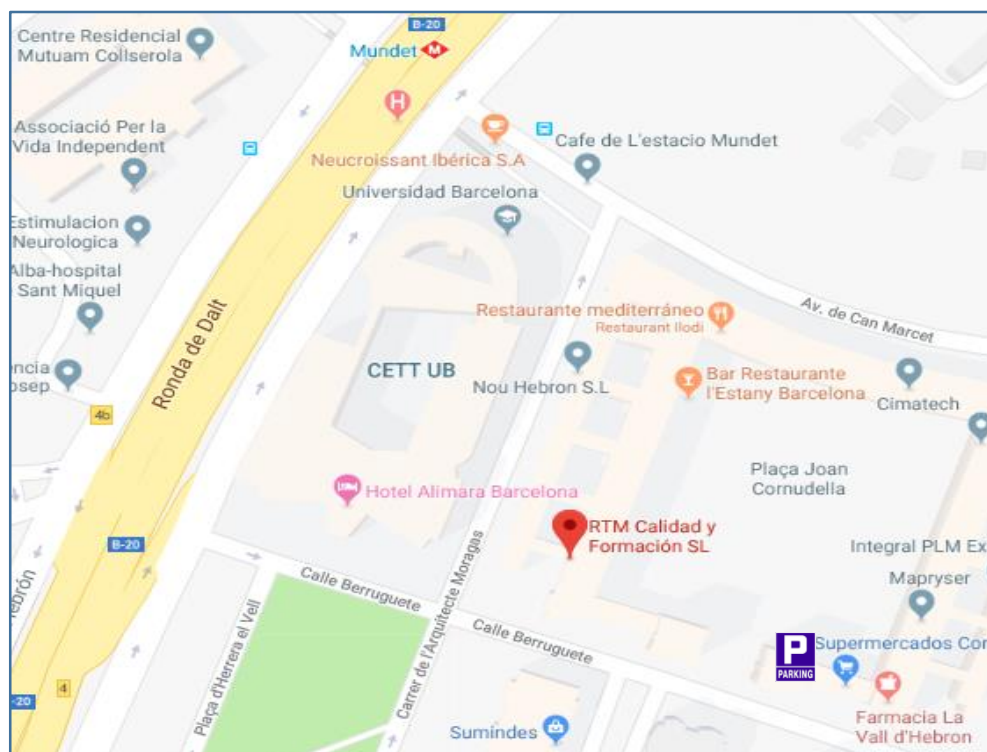 B-20
Centre Residencial
Mutuam Collserola
Mundet M
H
Associació Per la
Vida Independent
Neucroissant Ibérica S.A
Cafe de L'estacio Mundet
Universidad Barcelona
Estimulacion
Neurologica
Alba-hospital
Sant Miquel
Restaurante mediterráneo
Restaurant Ilodi
Av. de Can Marcet
Ronda de Dalt
CETT UB
Nou Hebron S.L
Bar Restaurante
l'Estany Barcelona
Cimatech
encia
osep
4b
Plaça Joan
Cornudella
Hotel Alimara Barcelona
RTM Calidad y
Formación SL
B-20
Integral PLM Ex
Mapryser
ebrón
Calle Berruguete
Plaça d'Herrera el Vell
Carrer de l'Arquitecte Moragas
Calle Berruguete
P
PARKING
Supermercados Con
-20
4
Sumindes
Farmacia La
Vall d'Hebron